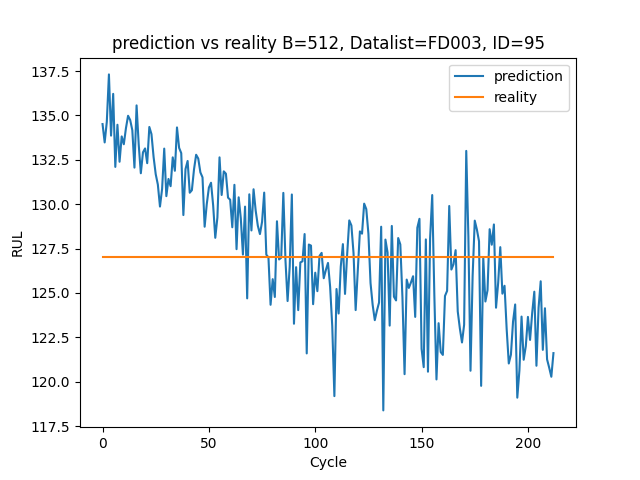 prediction vs reality B=512, Datalist=FD003, ID=95
prediction
reality
RUL
137.5
135.0
132.5
130.0
127.5
125.0
122.5
120.0
117.5
0
50
100
150
200
Cycle